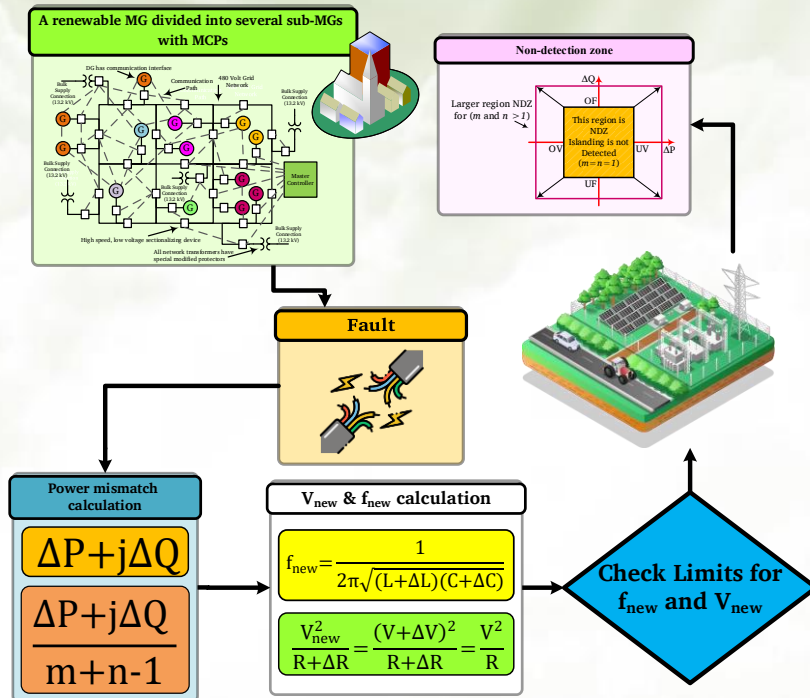 A renewable MG divided into several sub-MGs
with MCPs
DG has communication interface
Communication
Path
480 Volt Grid
Network
Bulk Supply
Connection
(13.2 kV)
Bulk Supply
Connection
(13.2 kV)
Bulk Supply
Connection
(13.2 kV)
Bulk Supply
Connection
(13.2 kV)
Bulk Supply
Connection
(13.2 kV)
G
G
G
G
G
G
G
G
G
G
G
G
G
Master
Controller
High speed, low voltage sectionalizing device
All network transformers have
special modified protectors
Non-detection zone
ΔQ
OF
Larger region NDZ
for (m and n >1)
This region is
NDZ
Islanding is not
Detected
(m=n=1)
OV
UV
ΔP
UF
Fault
Power mismatch
calculation
ΔP+jΔQ
ΔP+jΔQ
m+n-1
V_new & f_new calculation
f_new=1/(2π√((L+ΔL)(C+ΔC)))
V²_new/(R+ΔR)=(V+ΔV)²/(R+ΔR)=V²/R
Check Limits for
f_new and V_new